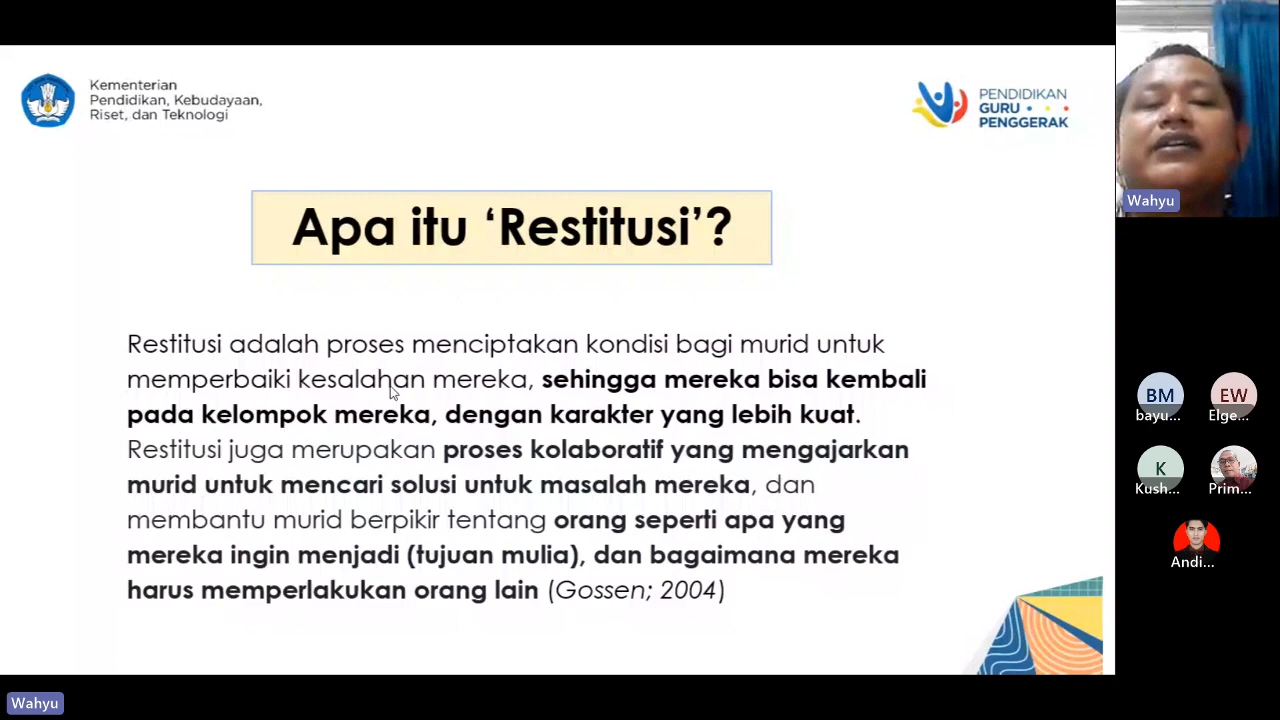 Kementerian
Pendidikan, Kebudayaan,
Riset, dan Teknologi
PENDIDIKAN
GURU
PENGGERAK
Apa itu ‘Restitusi’?
Restitusi adalah proses menciptakan kondisi bagi murid untuk
memperbaiki kesalahan mereka, sehingga mereka bisa kembali
pada kelompok mereka, dengan karakter yang lebih kuat.
Restitusi juga merupakan proses kolaboratif yang mengajarkan
murid untuk mencari solusi untuk masalah mereka, dan
membantu murid berpikir tentang orang seperti apa yang
mereka ingin menjadi (tujuan mulia), dan bagaimana mereka
harus memperlakukan orang lain (Gossen; 2004)
Wahyu
BM
EW
bayu...
Elge...
K
Kush...
Prim...
Andi...
Wahyu